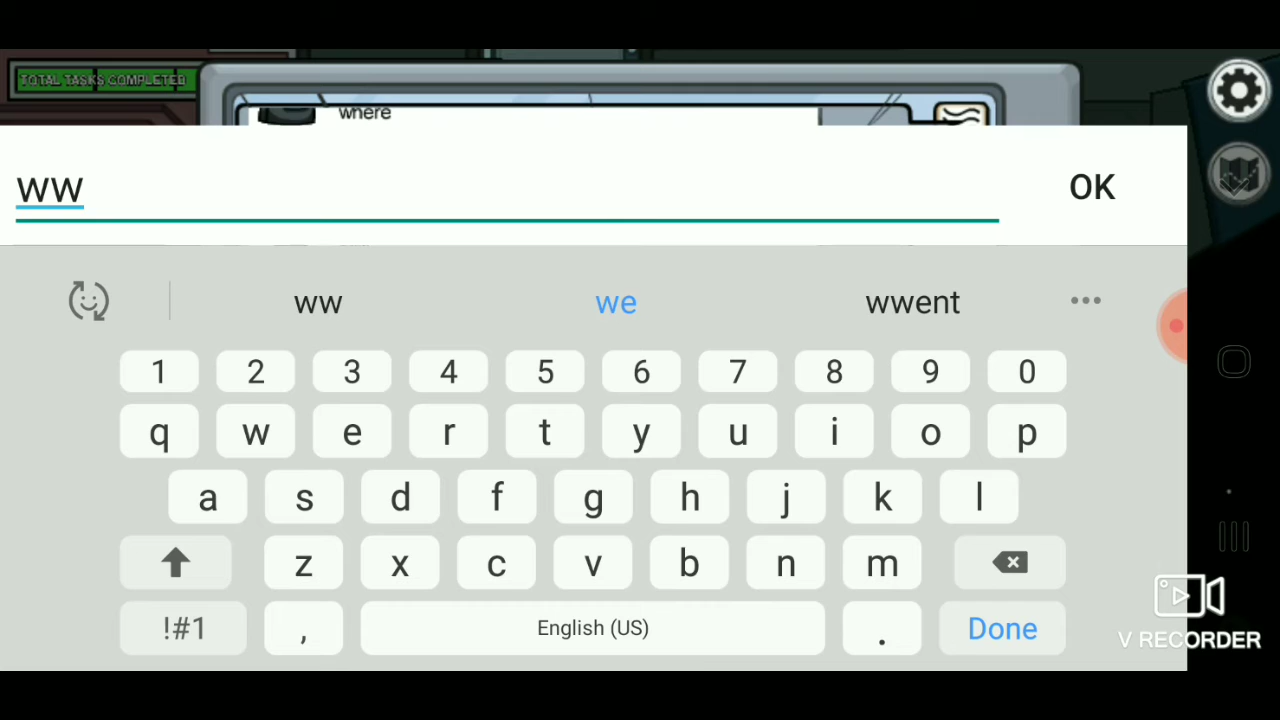 TOTAL TASKS COMPLETED
where
ww
OK
ww we wwent
1 2 3 4 5 6 7 8 9 0
q w e r t y u i o p
a s d f g h j k l
z x c v b n m
!#1 , English (US) . Done
V RECORDER